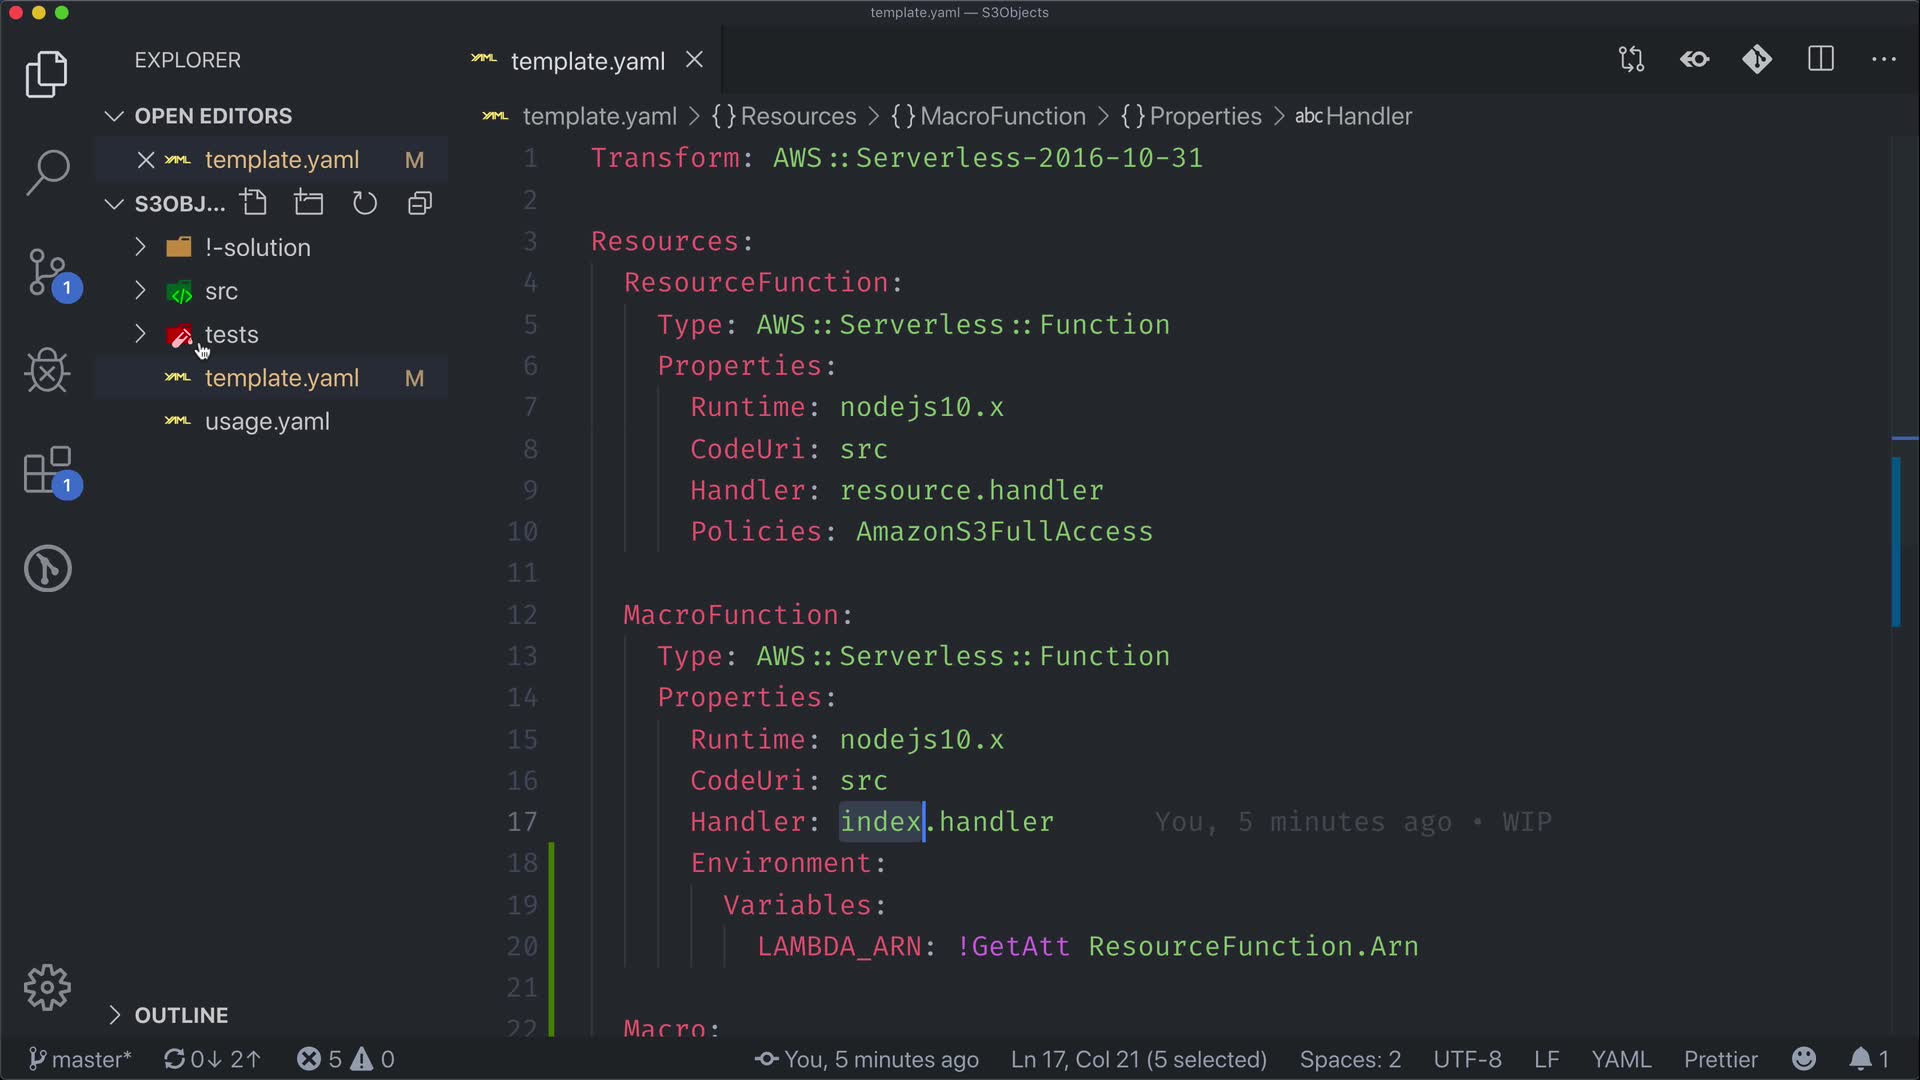 template.yaml — S3Objects
EXPLORER
OPEN EDITORS
YAML template.yaml M
S3OBJ...
!-solution
src
tests
YAML template.yaml M
YAML usage.yaml
OUTLINE
YAML template.yaml
YAML template.yaml > {} Resources > {} MacroFunction > {} Properties > abc Handler
1 Transform: AWS::Serverless-2016-10-31
2
3 Resources:
4 ResourceFunction:
5 Type: AWS::Serverless::Function
6 Properties:
7 Runtime: nodejs10.x
8 CodeUri: src
9 Handler: resource.handler
10 Policies: AmazonS3FullAccess
11
12 MacroFunction:
13 Type: AWS::Serverless::Function
14 Properties:
15 Runtime: nodejs10.x
16 CodeUri: src
17 Handler: index.handler You, 5 minutes ago • WIP
18 Environment:
19 Variables:
20 LAMBDA_ARN: !GetAtt ResourceFunction.Arn
21
22 Macro:
1
1
master* 0↓ 2↑ 5 0 You, 5 minutes ago Ln 17, Col 21 (5 selected) Spaces: 2 UTF-8 LF YAML Prettier 1